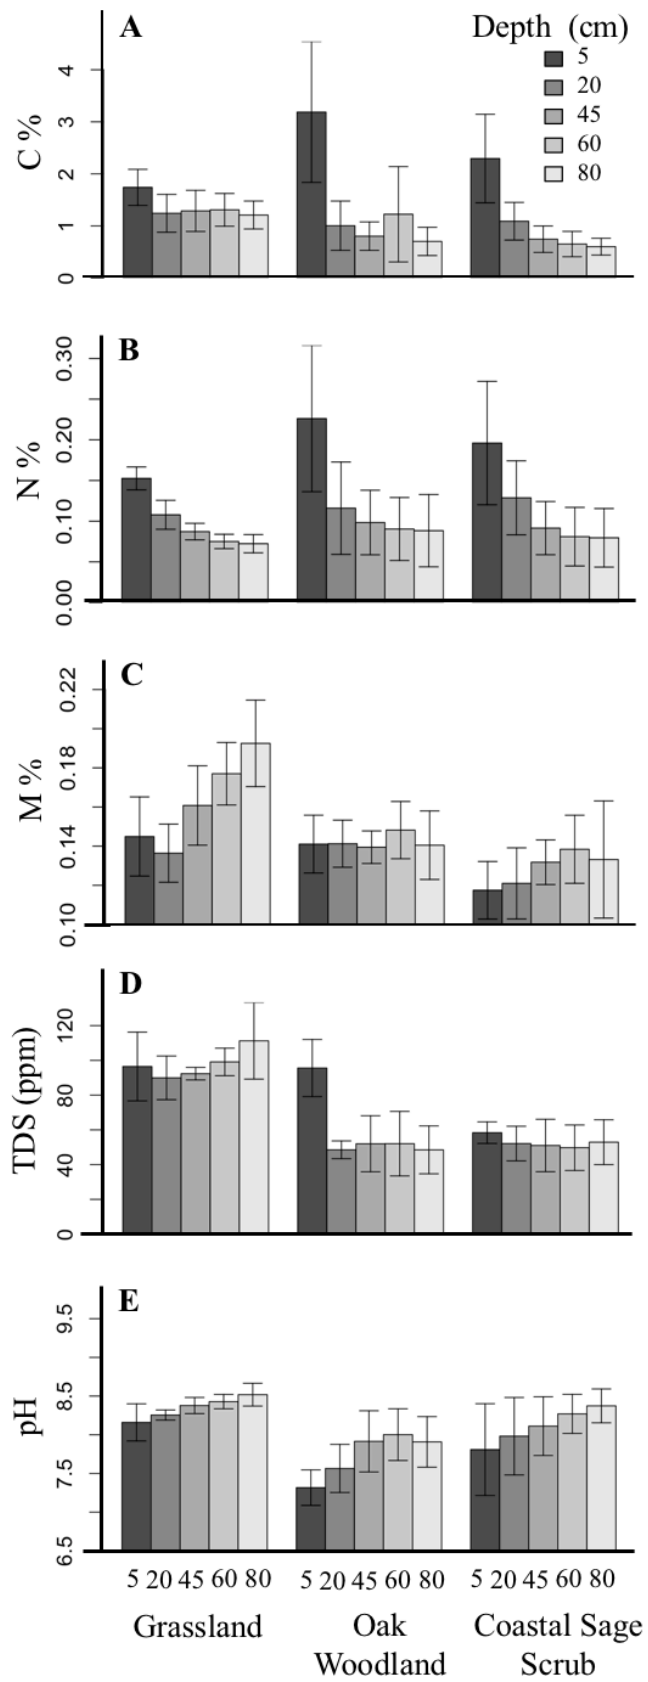 A
Depth (cm)
5
20
45
60
80
C %
4
3
2
1
0
B
N %
0.30
0.20
0.10
0.00
C
M %
0.22
0.18
0.14
0.10
D
TDS (ppm)
120
80
40
0
E
pH
9.5
8.5
7.5
6.5
5 20 45 60 80 5 20 45 60 80 5 20 45 60 80
Grassland Oak Coastal Sage
Woodland Scrub